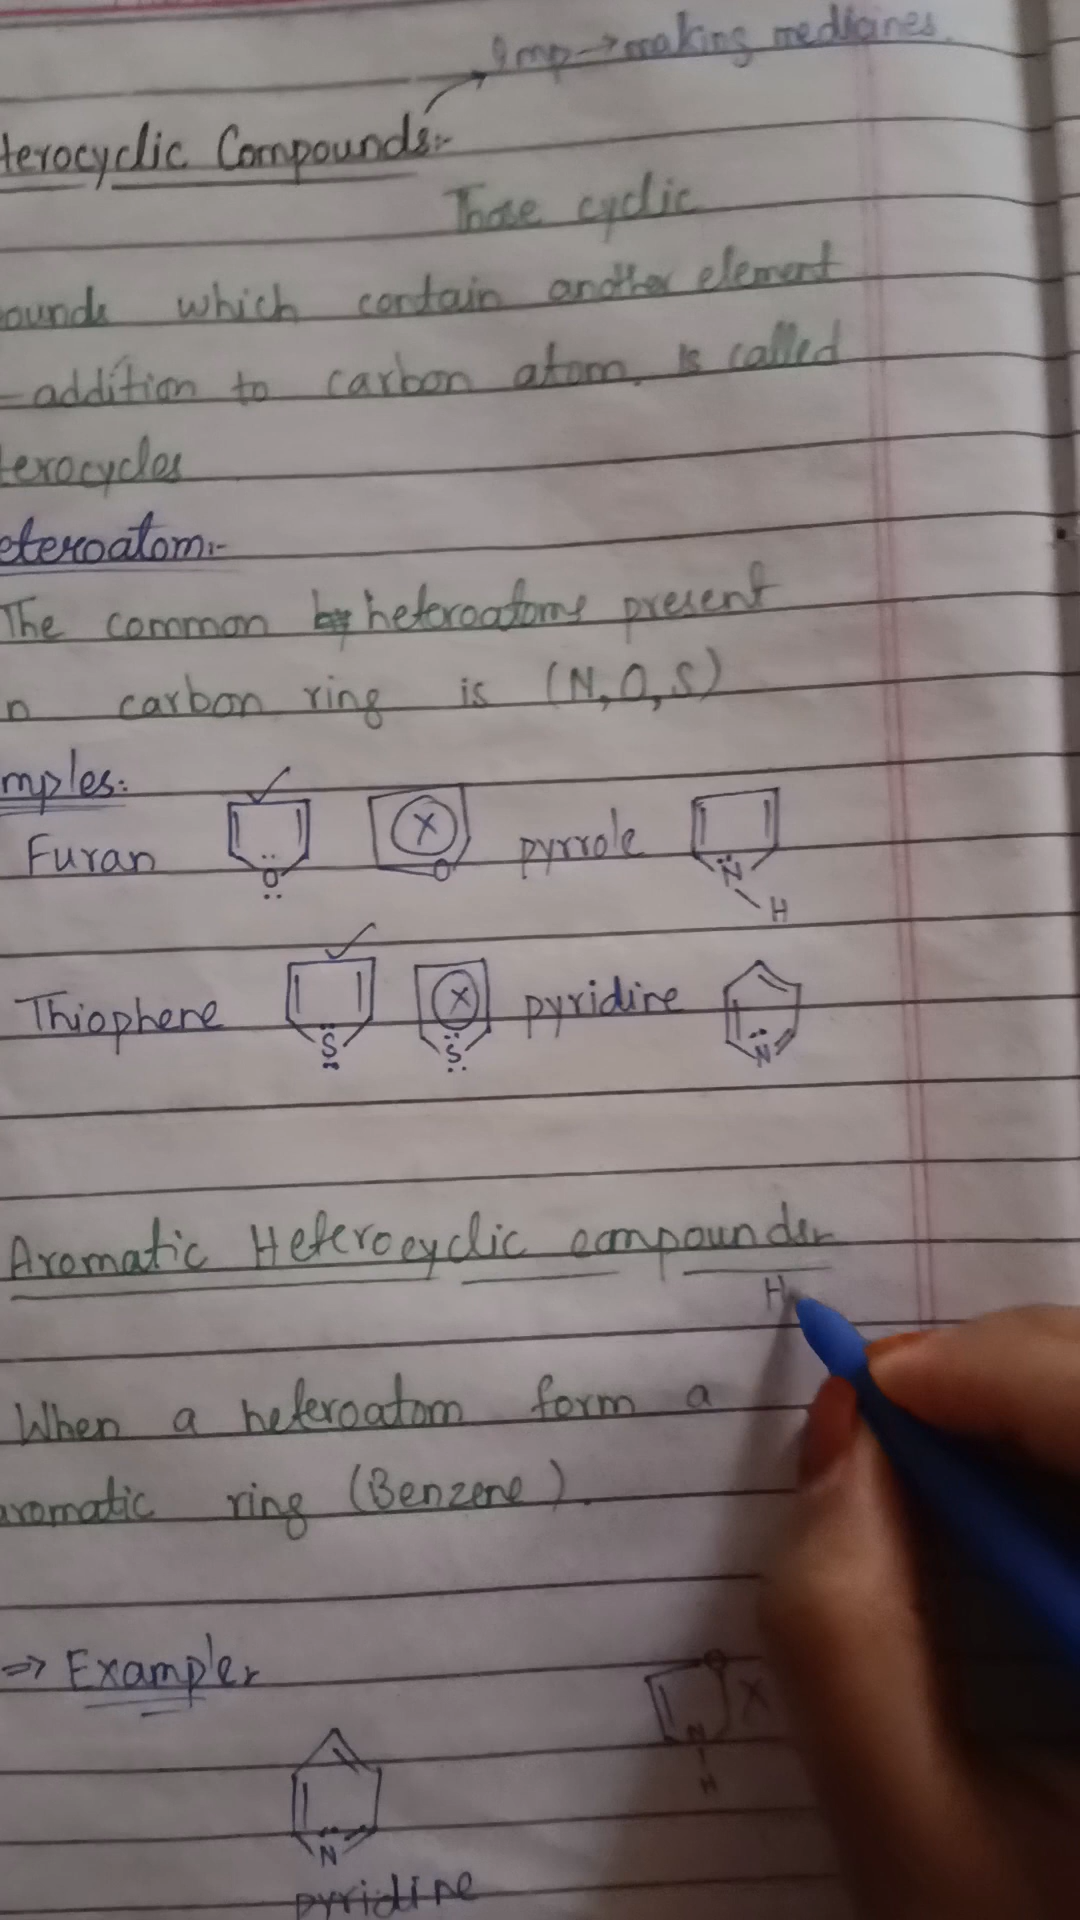 Imp → making medicines
terocyclic Compounds:-
Those cyclic
ounds which contain another element
addition to carbon atom. is called
terocycles
eteroatom:-
The common heteroatoms present
n carbon ring is (N, O, S)
mples:
Furan O X O pyrrole N H
Thiophene S X S pyridine N
Aromatic Heterocyclic compounds:-
H
When a heteroatom form a
aromatic ring (Benzene).
⇒ Example:-
N X
H
N
pyridine